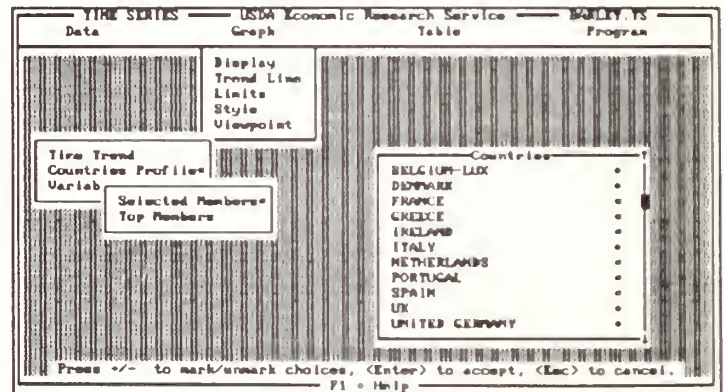 TIME SERIES USDA Economic Research Service BARLEY.TS
Data Graph Table Program
Display
Trend Line
Limits
Style
Viewpoint
Time Trend
Countries Profile•
Variab
Selected Members•
Top Members
Countries
BELGIUM-LUX •
DENMARK •
FRANCE •
GREECE •
IRELAND •
ITALY •
NETHERLANDS •
PORTUGAL •
SPAIN •
UK •
UNITED GERMANY •
Press +/- to mark/unmark choices, <Enter> to accept, <Esc> to cancel.
F1 = Help